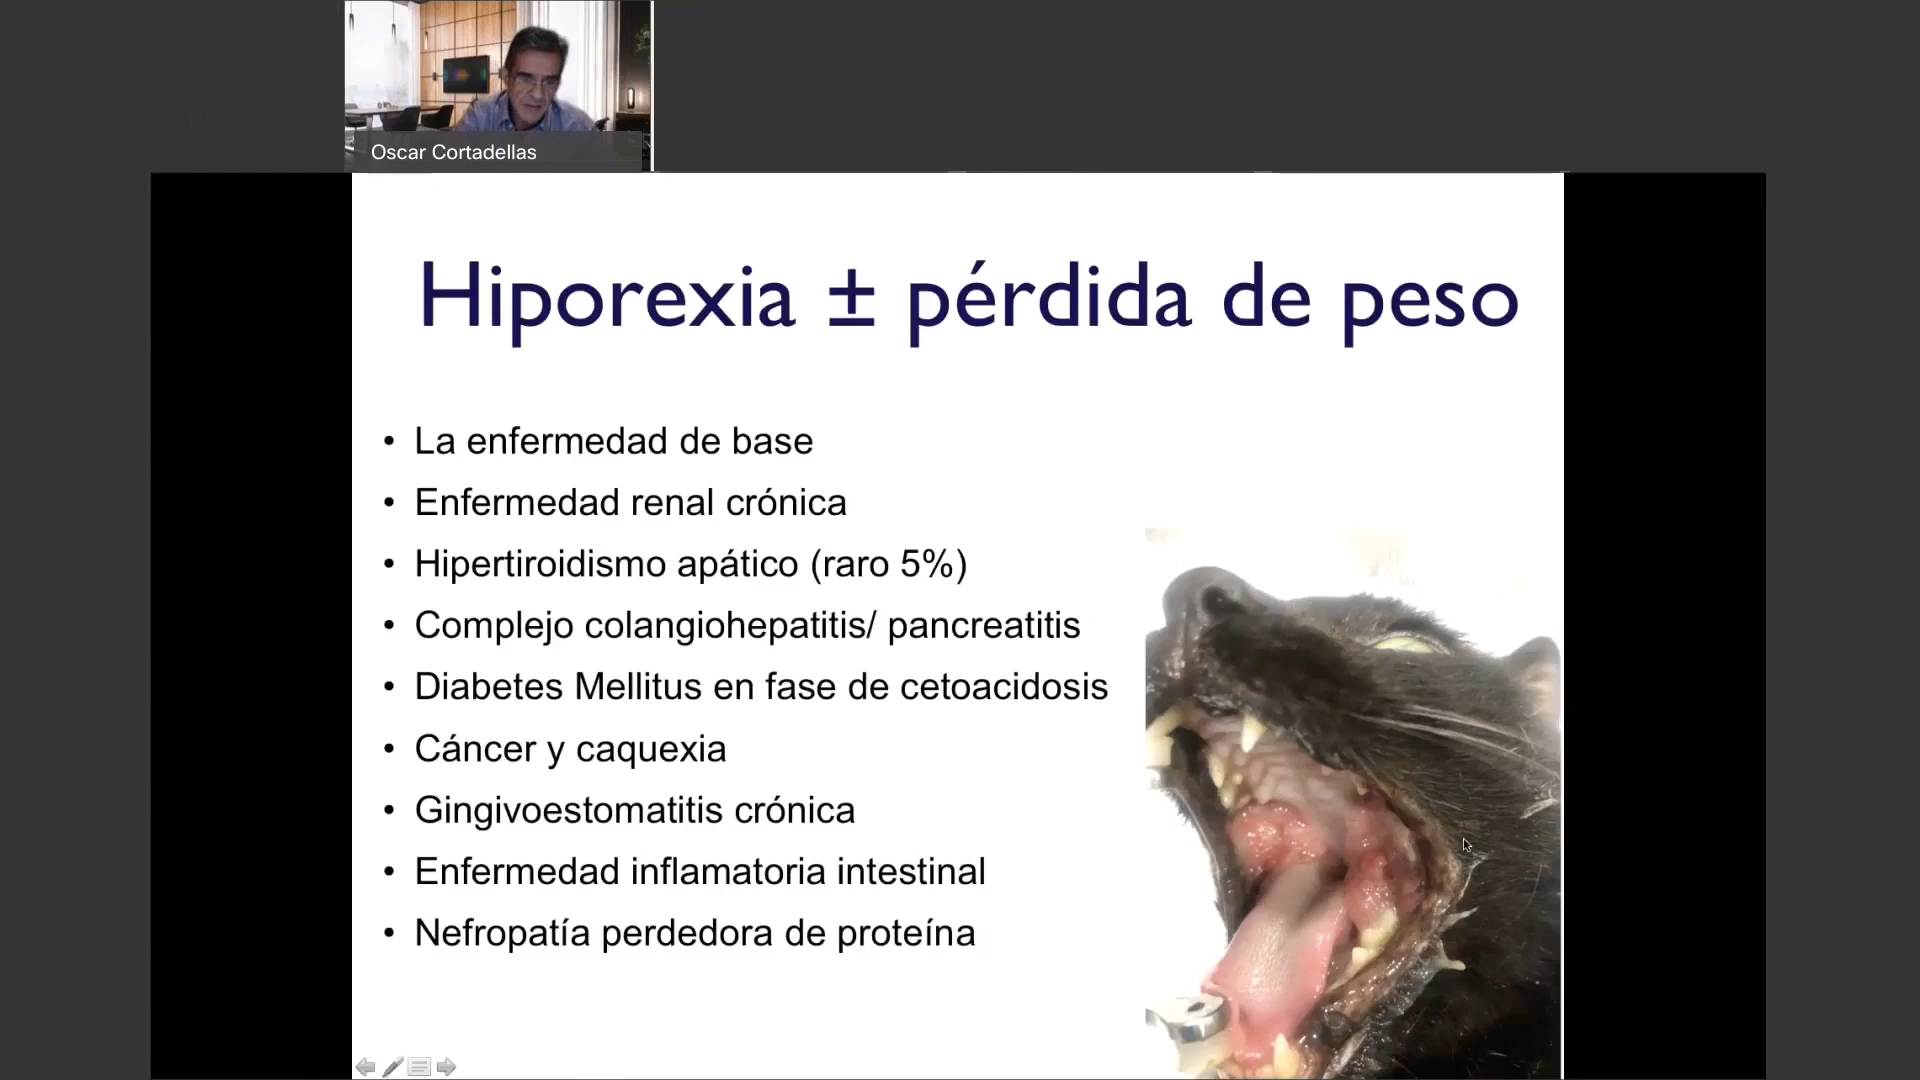 Oscar Cortadellas
Hiporexia ± pérdida de peso
• La enfermedad de base
• Enfermedad renal crónica
• Hipertiroidismo apático (raro 5%)
• Complejo colangiohepatitis/ pancreatitis
• Diabetes Mellitus en fase de cetoacidosis
• Cáncer y caquexia
• Gingivoestomatitis crónica
• Enfermedad inflamatoria intestinal
• Nefropatía perdedora de proteína